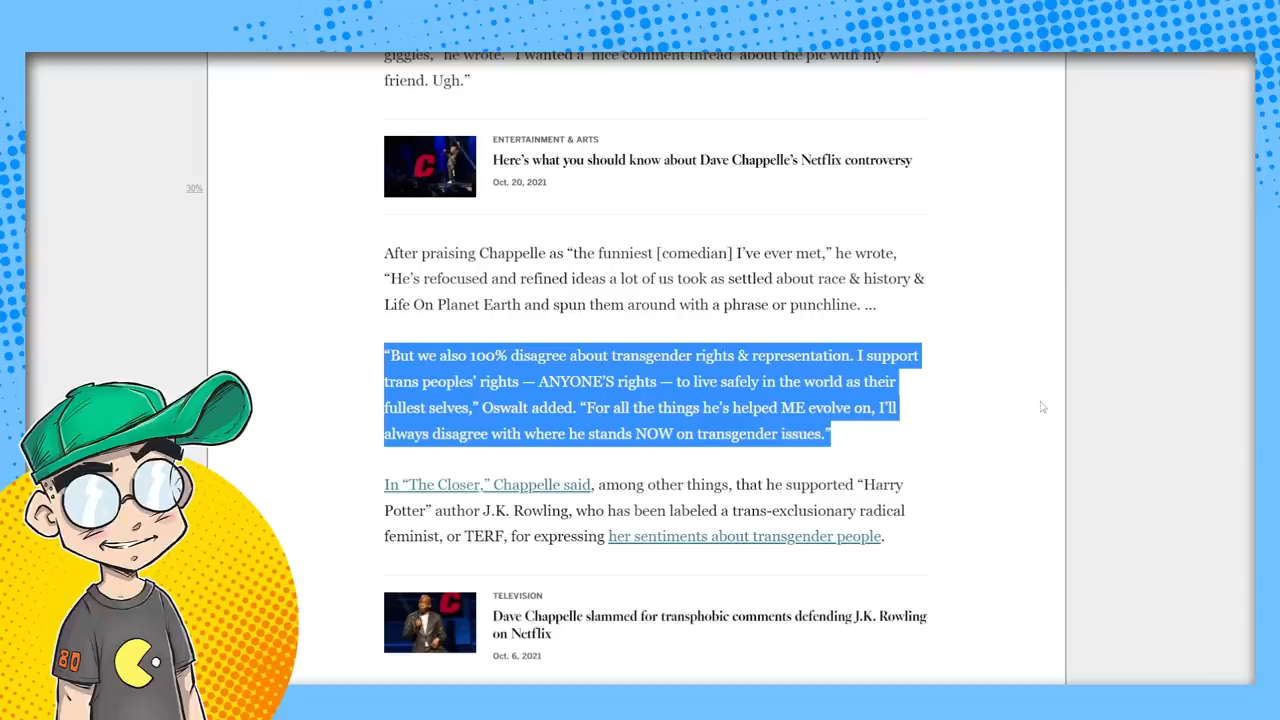 giggles,” he wrote. “I wanted a ‘nice comment thread’ about the pic with my
friend. Ugh.”
ENTERTAINMENT & ARTS
Here’s what you should know about Dave Chappelle’s Netflix controversy
Oct. 20, 2021
30%
After praising Chappelle as “the funniest [comedian] I’ve ever met,” he wrote,
“He’s refocused and refined ideas a lot of us took as settled about race & history &
Life On Planet Earth and spun them around with a phrase or punchline. ...
“But we also 100% disagree about transgender rights & representation. I support
trans peoples’ rights — ANYONE’S rights — to live safely in the world as their
fullest selves,” Oswalt added. “For all the things he’s helped ME evolve on, I’ll
always disagree with where he stands NOW on transgender issues.”
In “The Closer,” Chappelle said, among other things, that he supported “Harry
Potter” author J.K. Rowling, who has been labeled a trans-exclusionary radical
feminist, or TERF, for expressing her sentiments about transgender people.
TELEVISION
Dave Chappelle slammed for transphobic comments defending J.K. Rowling
on Netflix
Oct. 6, 2021
80